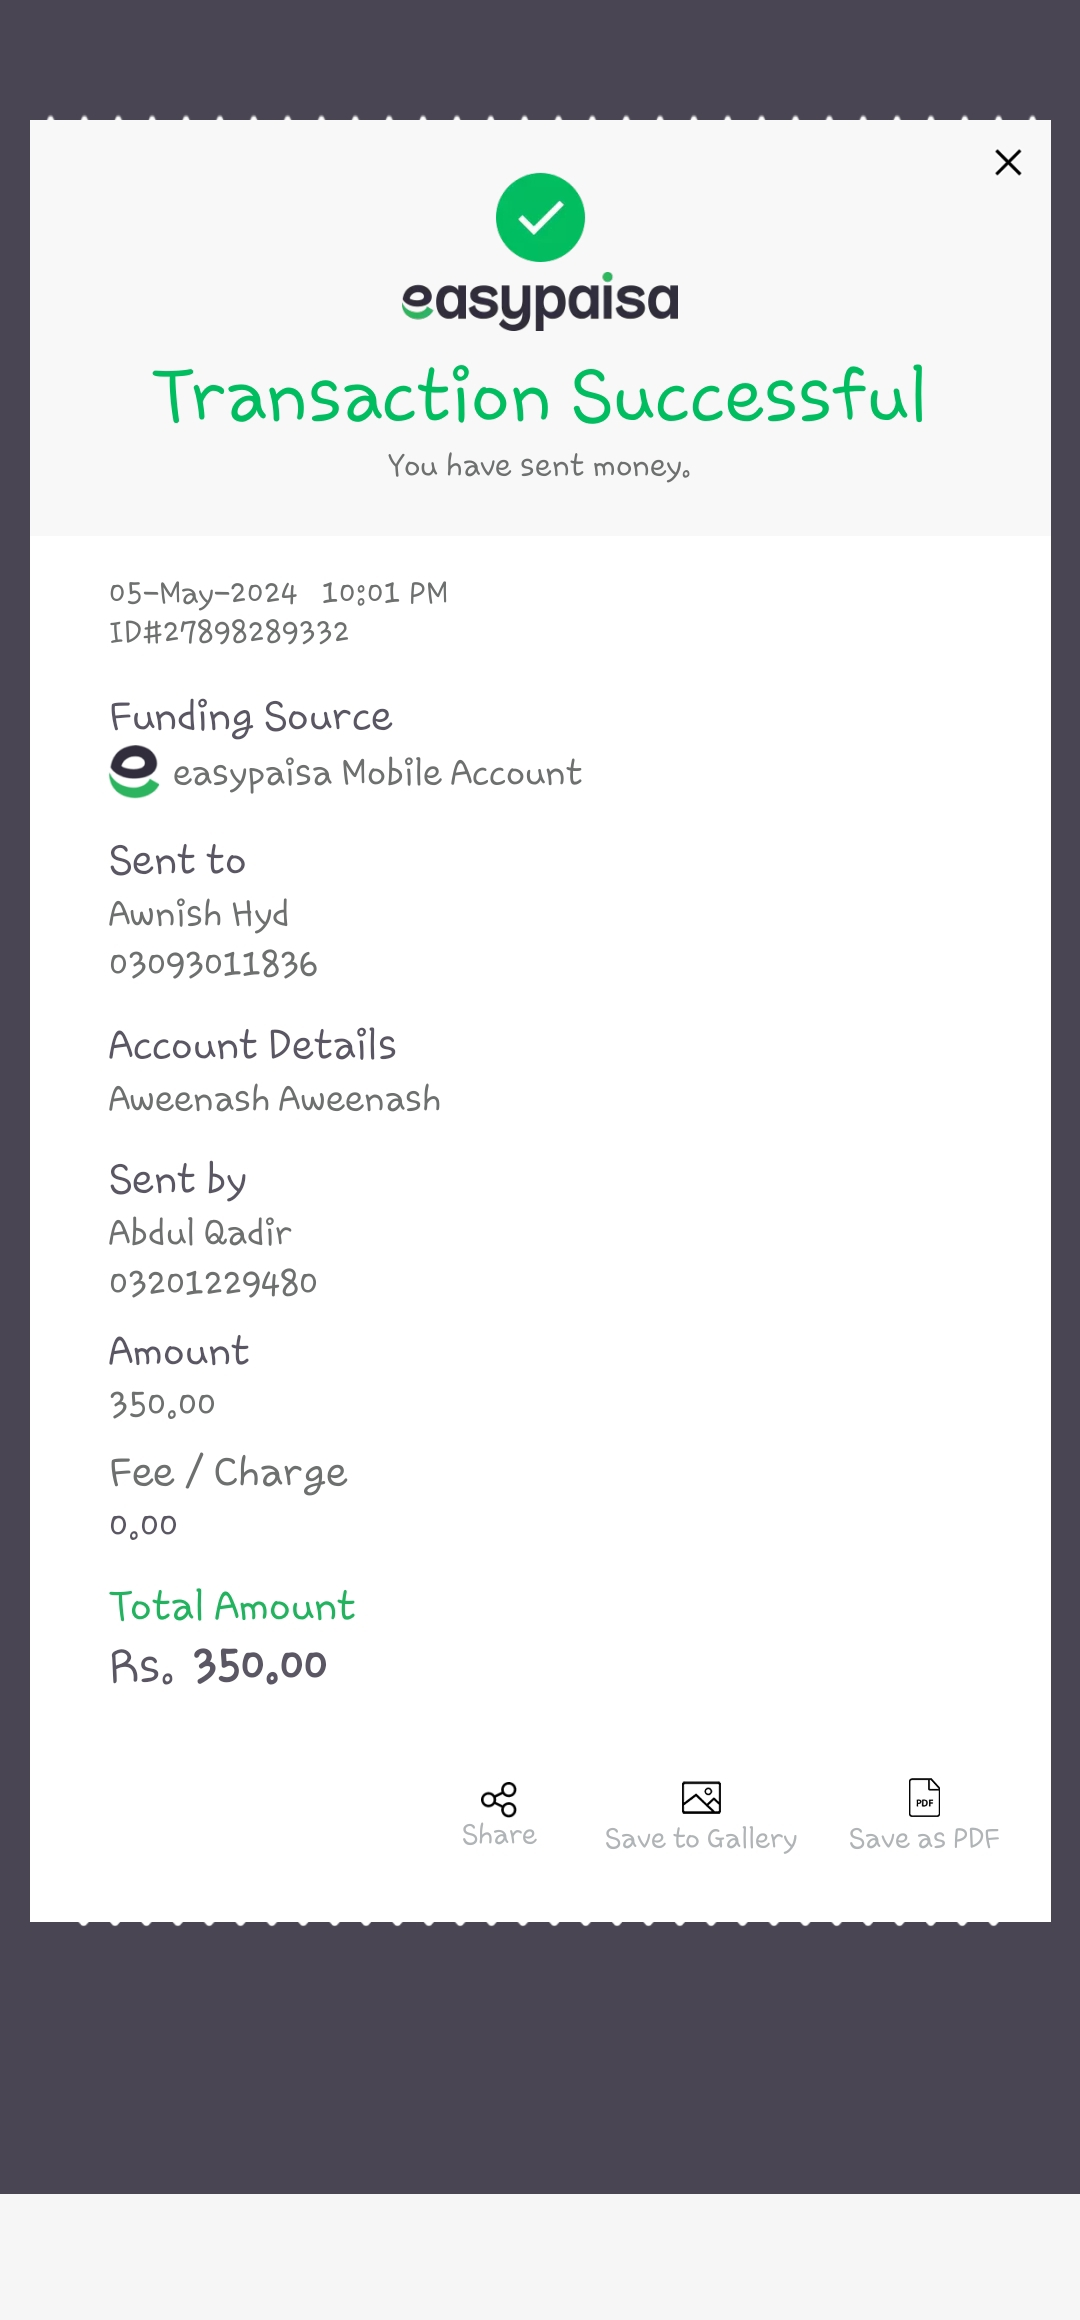 easypaisa
Transaction Successful
You have sent money.
05-May-2024 10:01 PM
ID#27898289332
Funding Source
easypaisa Mobile Account
Sent to
Awnish Hyd
03093011836
Account Details
Aweenash Aweenash
Sent by
Abdul Qadir
03201229480
Amount
350.00
Fee / Charge
0.00
Total Amount
Rs. 350.00
PDF
Share Save to Gallery Save as PDF